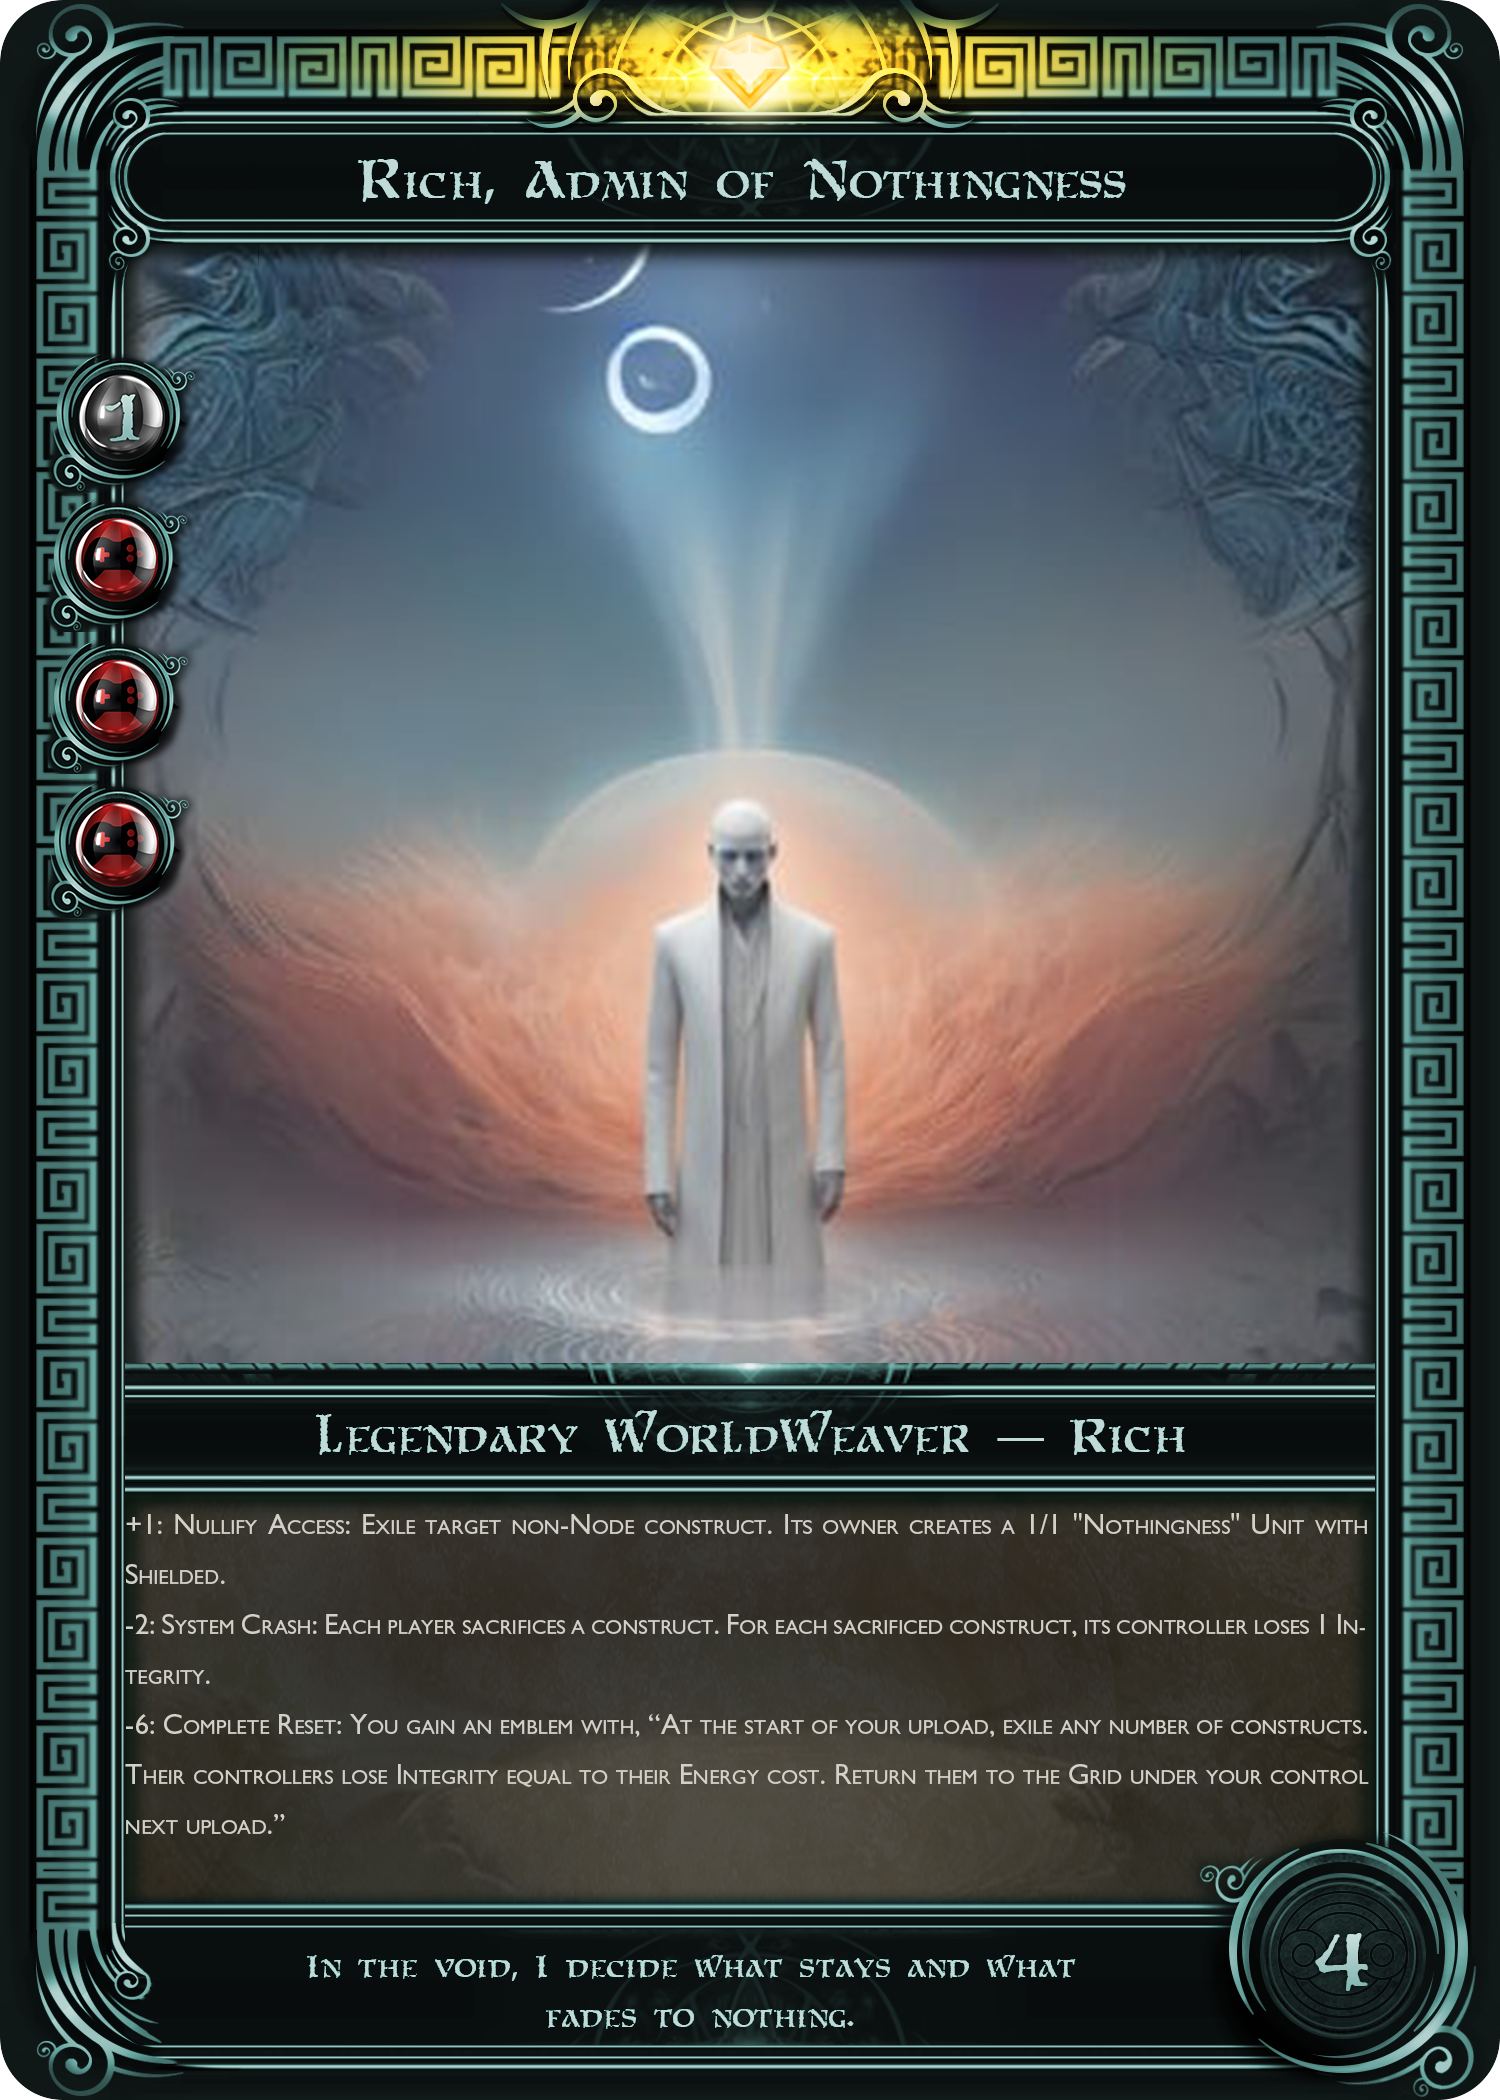 Rich, Admin of Nothingness
1
Legendary WorldWeaver — Rich
+1: Nullify Access: Exile target non-Node construct. Its owner creates a 1/1 "Nothingness" Unit with
Shielded.
-2: System Crash: Each player sacrifices a construct. For each sacrificed construct, its controller loses 1 In-
tegrity.
-6: Complete Reset: You gain an emblem with, “At the start of your upload, exile any number of constructs.
Their controllers lose Integrity equal to their Energy cost. Return them to the Grid under your control
next upload.”
4
In the void, I decide what stays and what
fades to nothing.